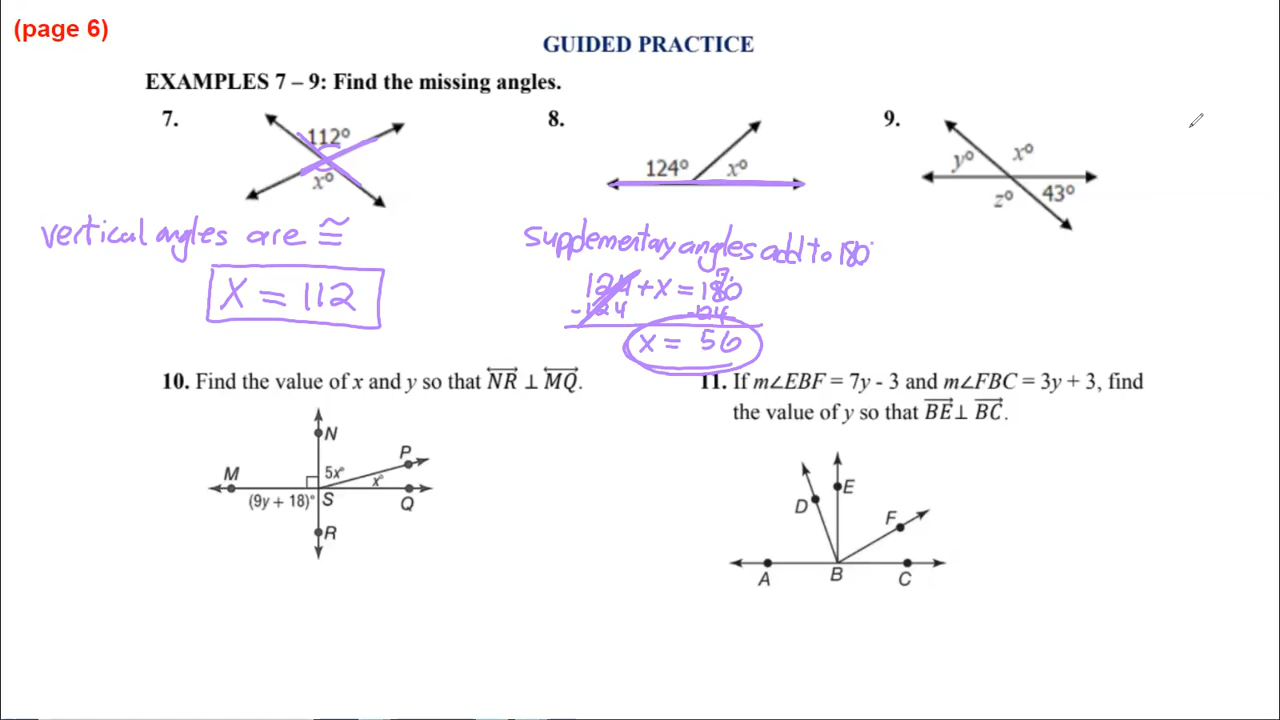 (page 6)
GUIDED PRACTICE
EXAMPLES 7 – 9: Find the missing angles.
7.
112°
x°
8.
124°
x°
9.
y°
x°
z°
43°
vertical angles are ≅
X = 112
supplementary angles add to 180°
124 + x = 180
-124 -124
x = 56
10. Find the value of x and y so that NR ⊥ MQ.
N
P
M
5x°
x°
(9y + 18)°
S
Q
R
11. If m∠EBF = 7y - 3 and m∠FBC = 3y + 3, find
the value of y so that BE ⊥ BC.
E
D
F
A
B
C